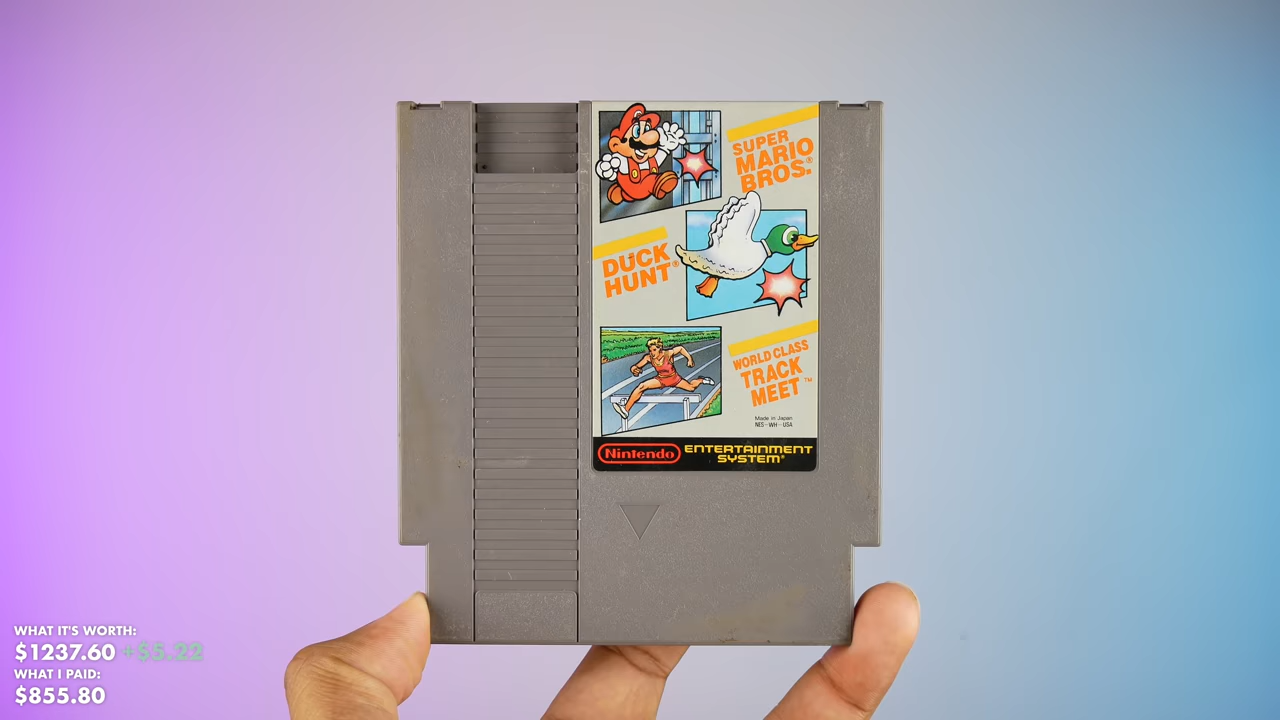 SUPER
MARIO
BROS.®
DUCK
HUNT®
WORLD CLASS
TRACK
MEET™
Made in Japan
NES-WH-USA
Nintendo
ENTERTAINMENT
SYSTEM®
WHAT IT'S WORTH:
$1237.60 +$5.22
WHAT I PAID:
$855.80